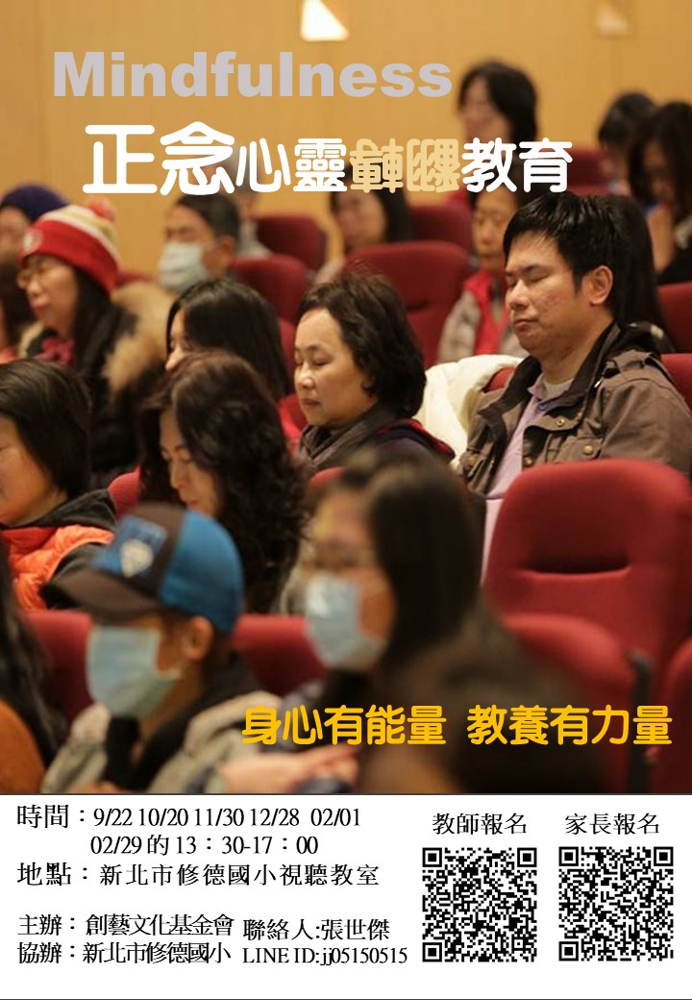 Mindfulness
正念心靈翻轉教育
身心有能量 教養有力量
時間：9/22 10/20 11/30 12/28 02/01
02/29 的 13：30-17：00
地點：新北市修德國小視聽教室
教師報名 家長報名
主辦：創藝文化基金會 聯絡人:張世傑
協辦：新北市修德國小 LINE ID:jj05150515